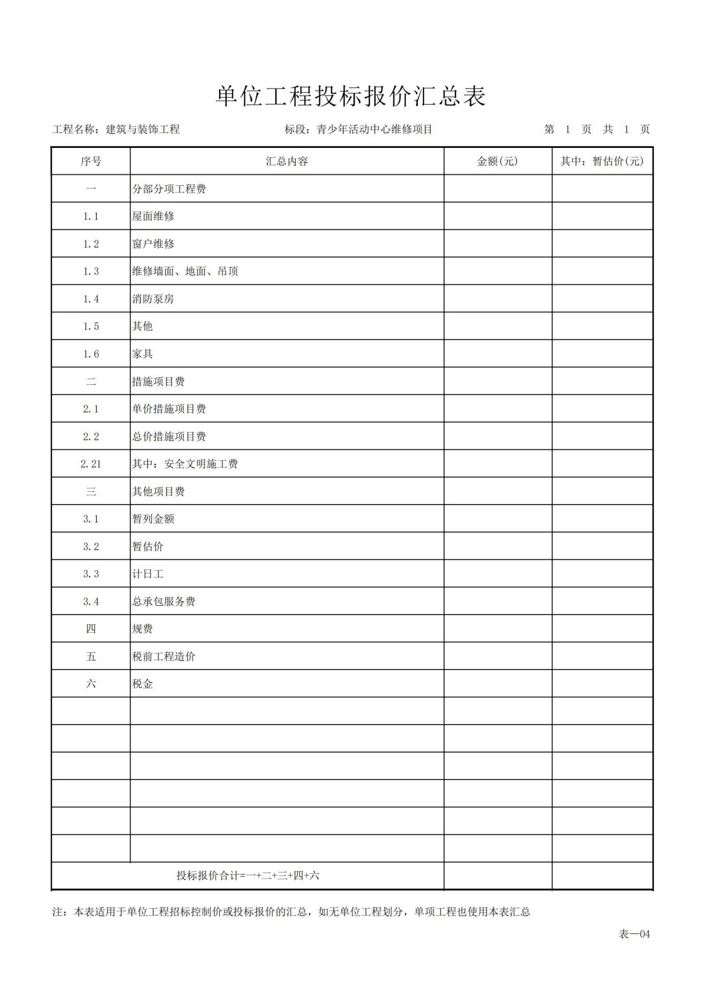 单位工程投标报价汇总表
工程名称：建筑与装饰工程 标段：青少年活动中心维修项目 第 1 页 共 1 页
序号 汇总内容 金额(元) 其中：暂估价(元)
一 分部分项工程费
1.1 屋面维修
1.2 窗户维修
1.3 维修墙面、地面、吊顶
1.4 消防泵房
1.5 其他
1.6 家具
二 措施项目费
2.1 单价措施项目费
2.2 总价措施项目费
2.21 其中：安全文明施工费
三 其他项目费
3.1 暂列金额
3.2 暂估价
3.3 计日工
3.4 总承包服务费
四 规费
五 税前工程造价
六 税金
投标报价合计=一+二+三+四+六
注：本表适用于单位工程招标控制价或投标报价的汇总，如无单位工程划分，单项工程也使用本表汇总
表—04